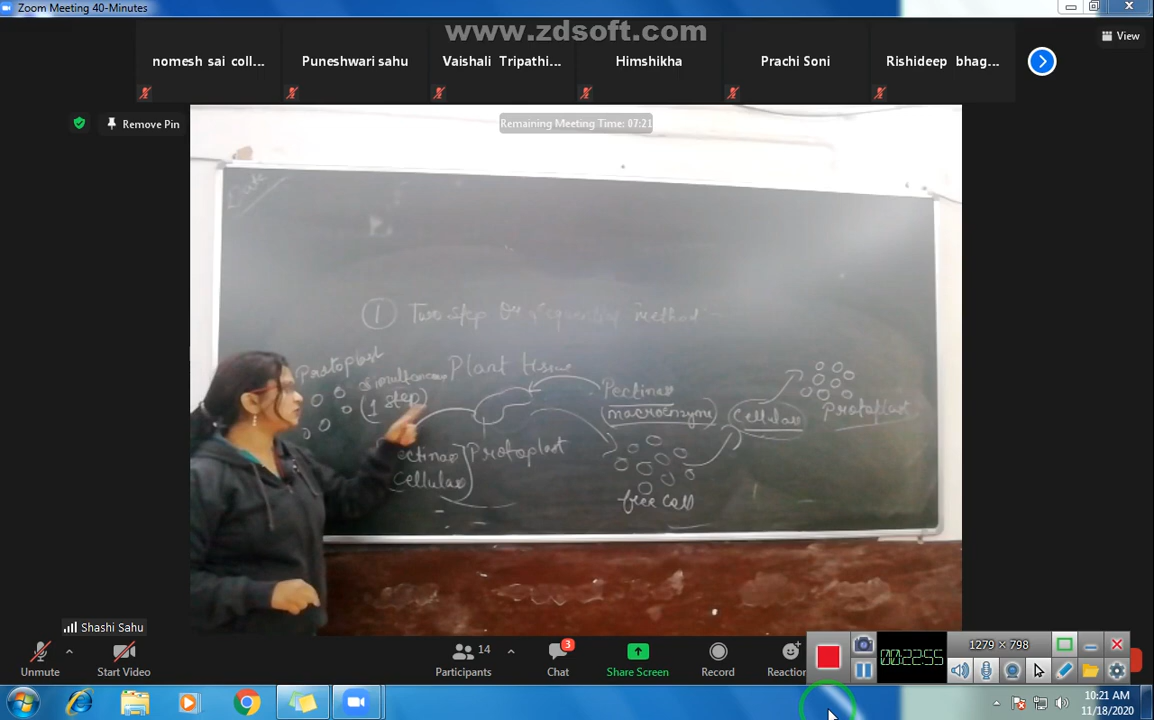 Zoom Meeting 40-Minutes
www.zdsoft.com
View
nomesh sai coll...
Puneshwari sahu
Vaishali Tripathi...
Himshikha
Prachi Soni
Rishideep bhag...
Remove Pin
Remaining Meeting Time: 07:21
Date
1 Two step Or Sequential method
Protoplast
Simultaneous
(1 step)
Plant tissue
Pectinase
(macroenzyme)
Cellulase
Protoplast
ectinase
Cellulase
Protoplast
free cell
Shashi Sahu
Unmute
Start Video
14
Participants
3
Chat
Share Screen
Record
Reaction
00:22:55
1279 × 798
10:21 AM
11/18/2020